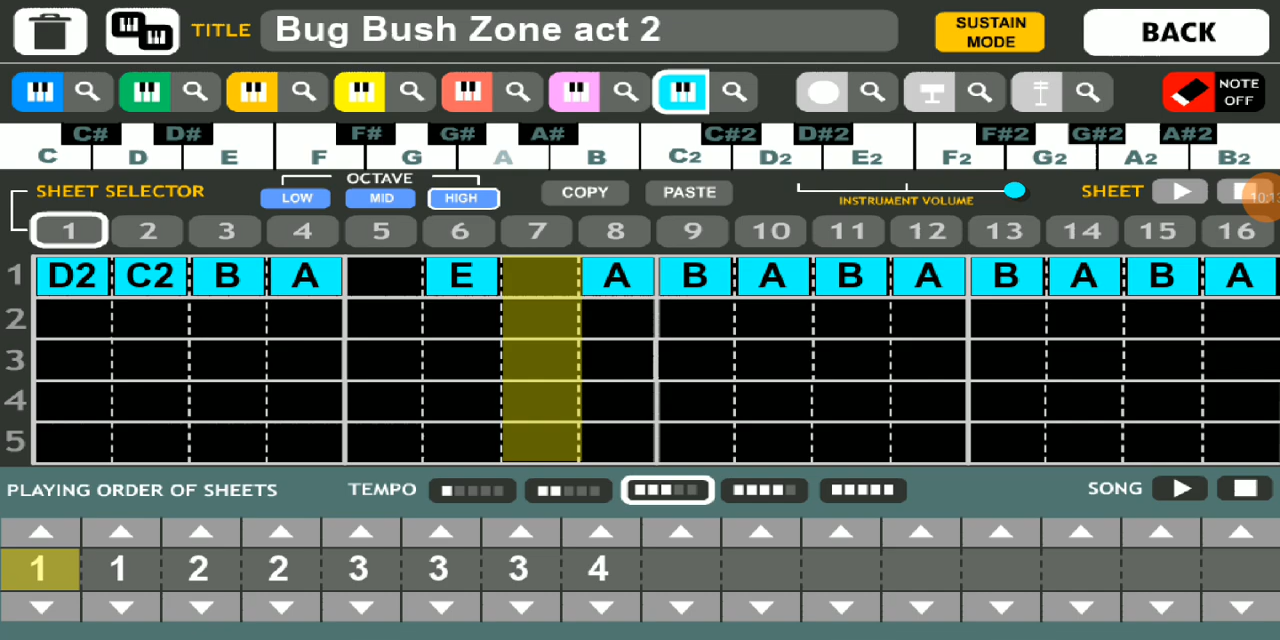 TITLE Bug Bush Zone act 2 SUSTAIN MODE BACK
NOTE OFF
C# D# F# G# A# C#2 D#2 F#2 G#2 A#2
C D E F G A B C2 D2 E2 F2 G2 A2 B2
SHEET SELECTOR OCTAVE LOW MID HIGH COPY PASTE INSTRUMENT VOLUME SHEET
1 2 3 4 5 6 7 8 9 10 11 12 13 14 15 16
1 D2 C2 B A E A B A B A B A B A
2
3
4
5
PLAYING ORDER OF SHEETS TEMPO SONG
1 1 2 2 3 3 3 4